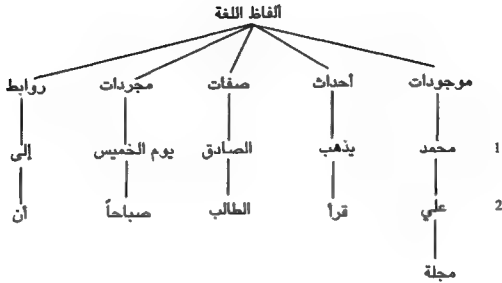 ألفاظ اللغة
موجودات أحداث صفات مجردات روابط
1 محمد يذهب الصادق يوم الخميس إلى
2 علي قرأ الطالب صباحاً أن
مجلة